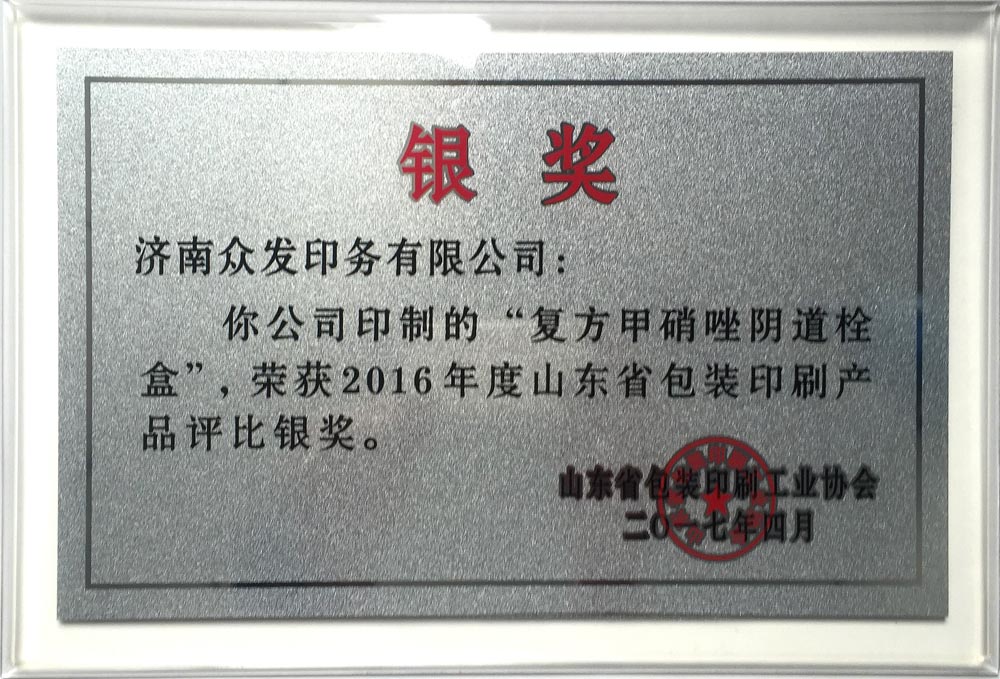 银奖
济南众发印务有限公司：
你公司印制的“复方甲硝唑阴道栓
盒”，荣获2016年度山东省包装印刷产
品评比银奖。
山东省包装印刷工业协会
二〇一七年四月